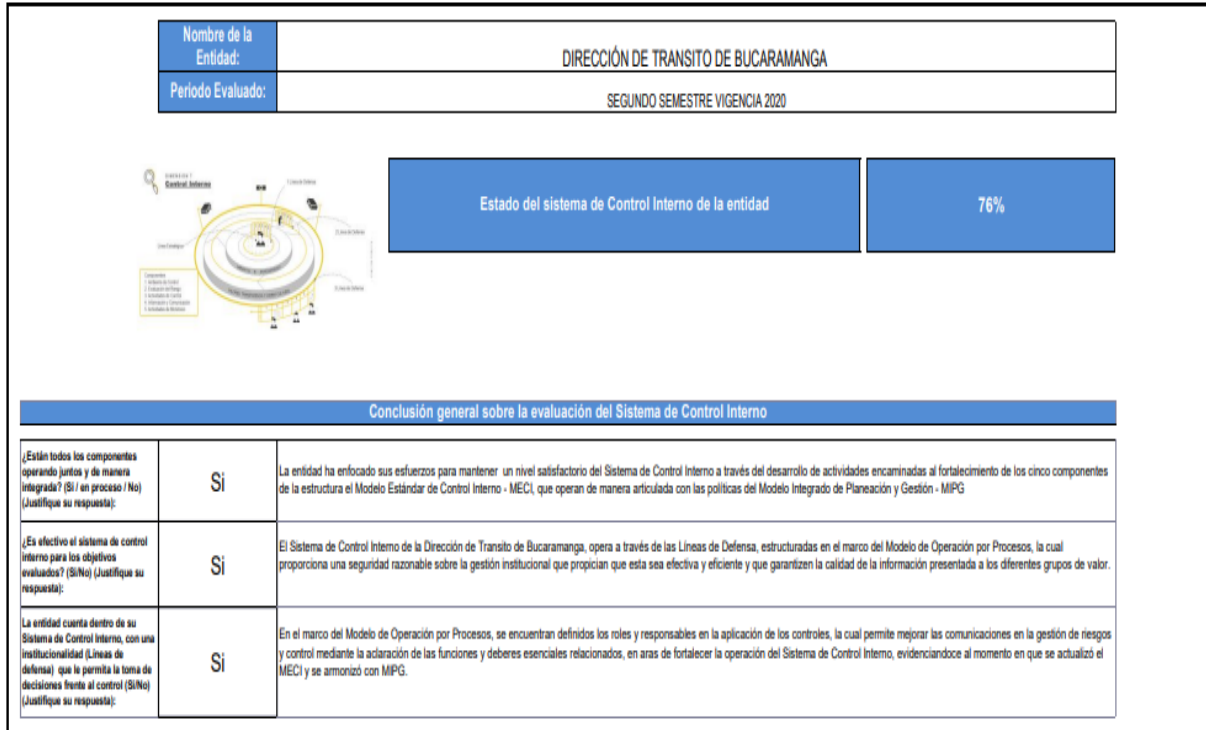 Nombre de la
Entidad:
DIRECCIÓN DE TRANSITO DE BUCARAMANGA
Periodo Evaluado:
SEGUNDO SEMESTRE VIGENCIA 2020
Control Interno
Estado del sistema de Control Interno de la entidad
76%
Conclusión general sobre la evaluación del Sistema de Control Interno
¿Están todos los componentes
operando juntos y de manera
integrada? (Si / en proceso / No)
(Justifique su respuesta):
Si
La entidad ha enfocado sus esfuerzos para mantener un nivel satisfactorio del Sistema de Control Interno a través del desarrollo de actividades encaminadas al fortalecimiento de los cinco componentes
de la estructura el Modelo Estándar de Control Interno - MECI, que operan de manera articulada con las políticas del Modelo Integrado de Planeación y Gestión - MIPG
¿Es efectivo el sistema de control
interno para los objetivos
evaluados? (Si/No) (Justifique su
respuesta):
Si
El Sistema de Control Interno de la Dirección de Transito de Bucaramanga, opera a través de las Líneas de Defensa, estructuradas en el marco del Modelo de Operación por Procesos, la cual
proporciona una seguridad razonable sobre la gestión institucional que propician que esta sea efectiva y eficiente y que garantizen la calidad de la información presentada a los diferentes grupos de valor.
La entidad cuenta dentro de su
Sistema de Control Interno, con una
institucionalidad (Líneas de
defensa) que le permita la toma de
decisiones frente al control (Si/No)
(Justifique su respuesta):
Si
En el marco del Modelo de Operación por Procesos, se encuentran definidos los roles y responsables en la aplicación de los controles, la cual permite mejorar las comunicaciones en la gestión de riesgos
y control mediante la aclaración de las funciones y deberes esenciales relacionados, en aras de fortalecer la operación del Sistema de Control Interno, evidenciandoce al momento en que se actualizó el
MECI y se armonizó con MIPG.